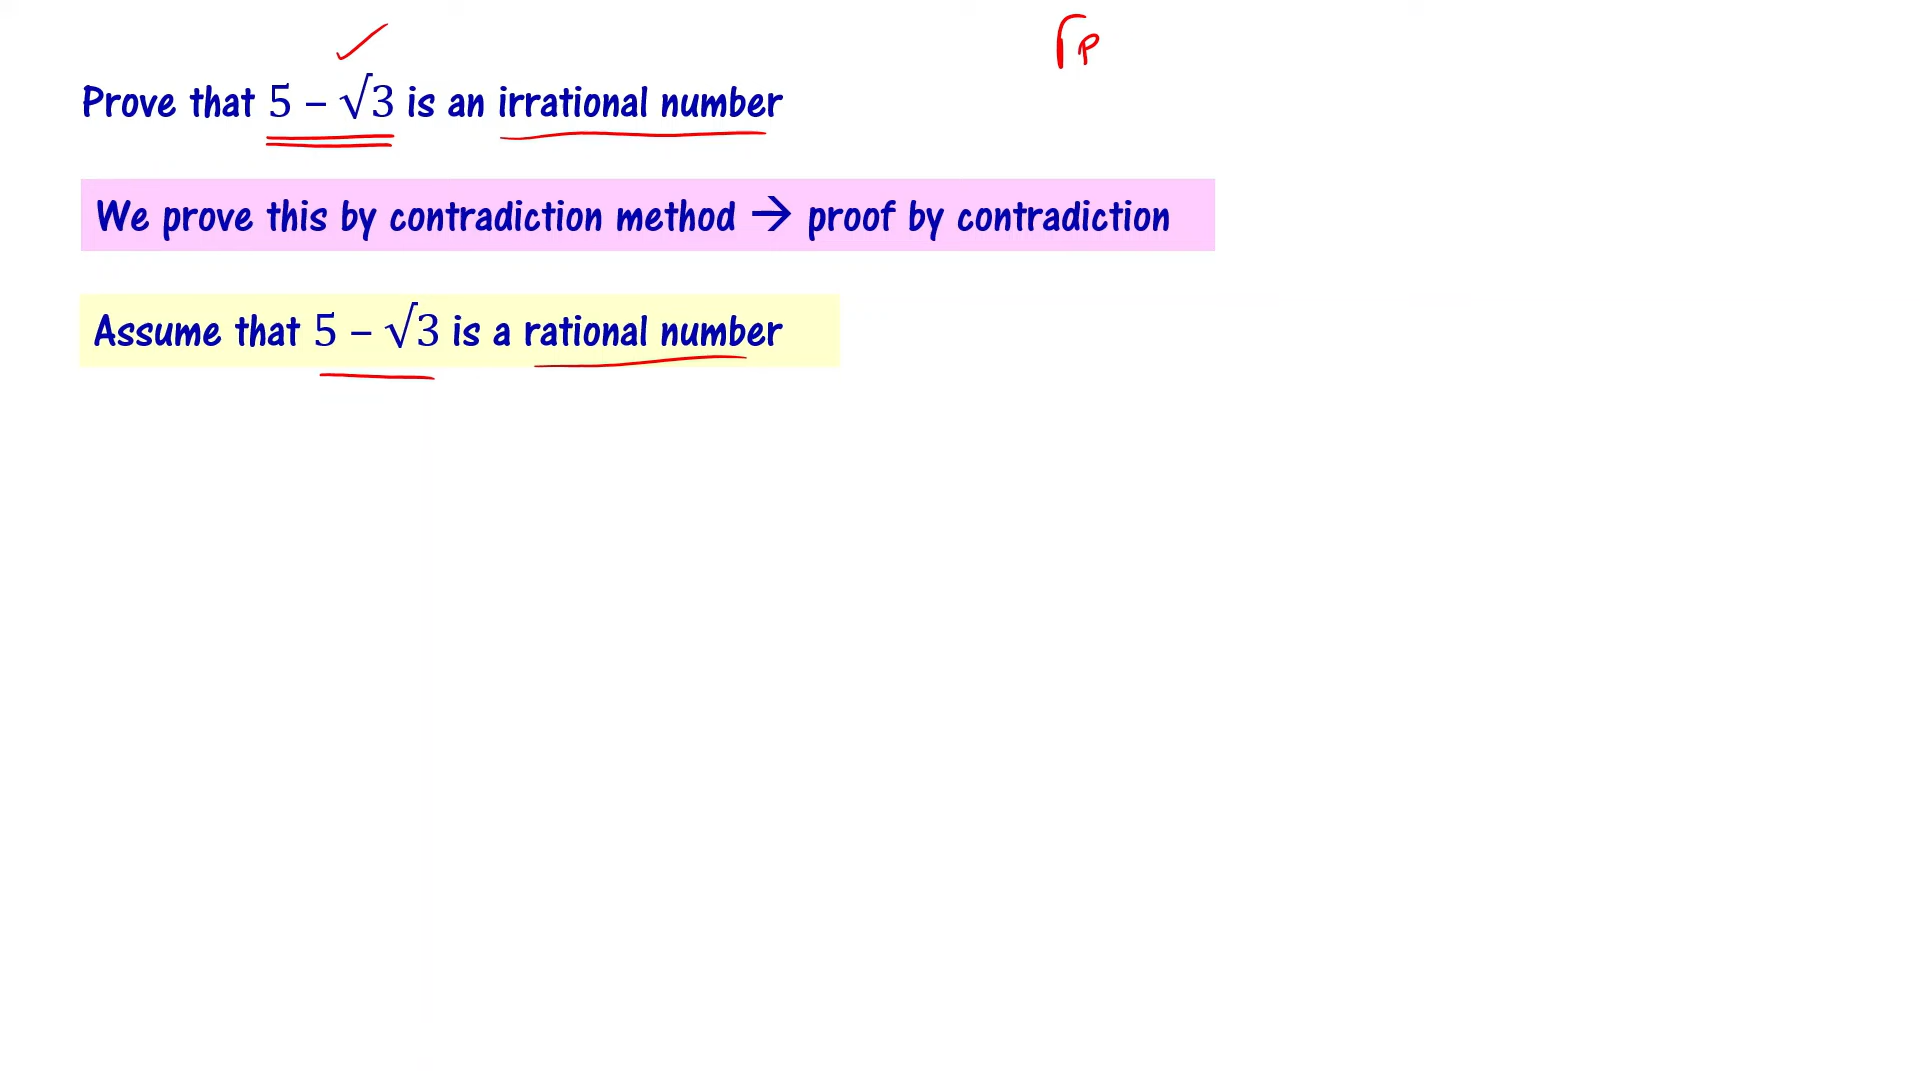 √p
Prove that 5 – √3 is an irrational number
We prove this by contradiction method → proof by contradiction
Assume that 5 – √3 is a rational number